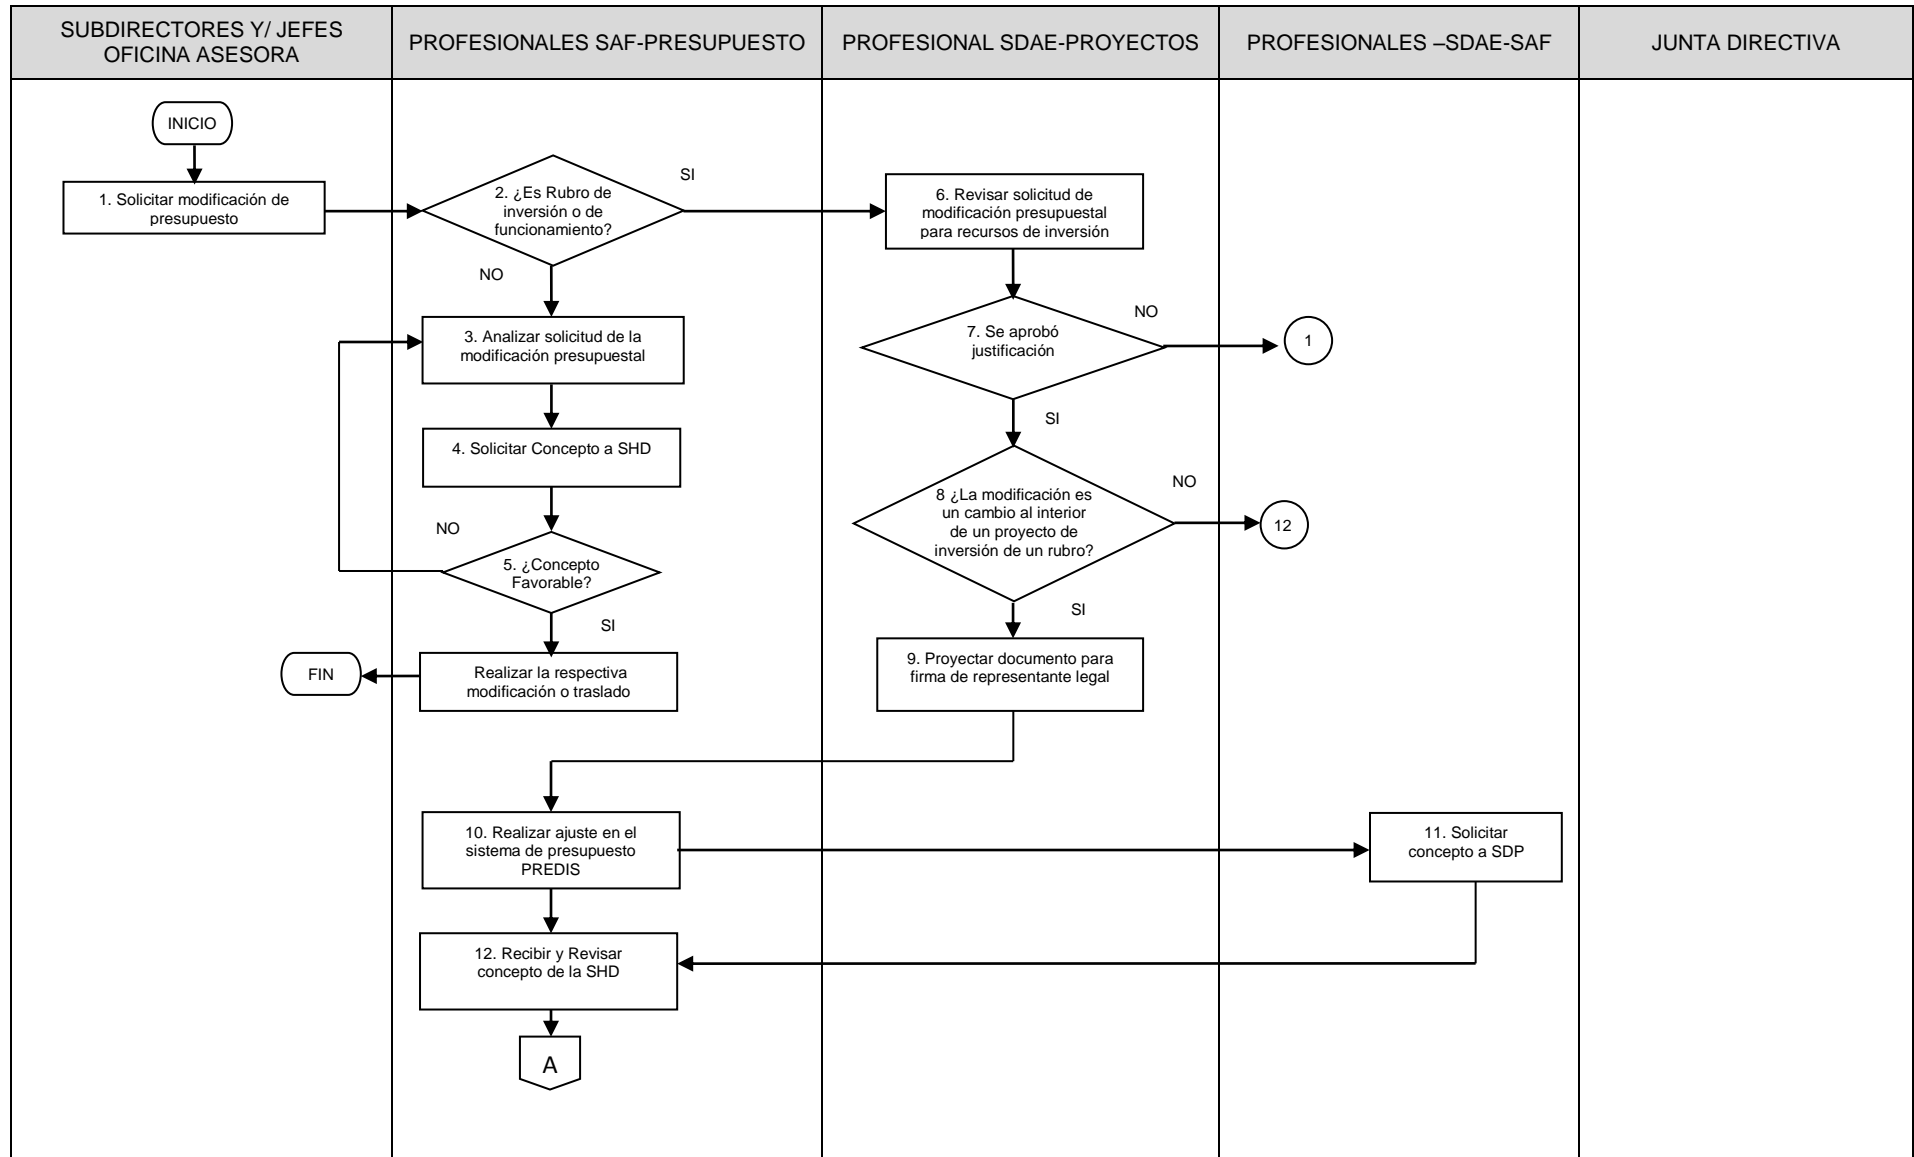 SUBDIRECTORES Y/ JEFES
OFICINA ASESORA
PROFESIONALES SAF-PRESUPUESTO
PROFESIONAL SDAE-PROYECTOS
PROFESIONALES –SDAE-SAF
JUNTA DIRECTIVA
INICIO
1. Solicitar modificación de
presupuesto
2. ¿Es Rubro de
inversión o de
funcionamiento?
SI
NO
3. Analizar solicitud de la
modificación presupuestal
4. Solicitar Concepto a SHD
NO
5. ¿Concepto
Favorable?
SI
Realizar la respectiva
modificación o traslado
FIN
6. Revisar solicitud de
modificación presupuestal
para recursos de inversión
7. Se aprobó
justificación
NO
1
SI
8 ¿La modificación es
un cambio al interior
de un proyecto de
inversión de un rubro?
NO
12
SI
9. Proyectar documento para
firma de representante legal
10. Realizar ajuste en el
sistema de presupuesto
PREDIS
11. Solicitar
concepto a SDP
12. Recibir y Revisar
concepto de la SHD
A